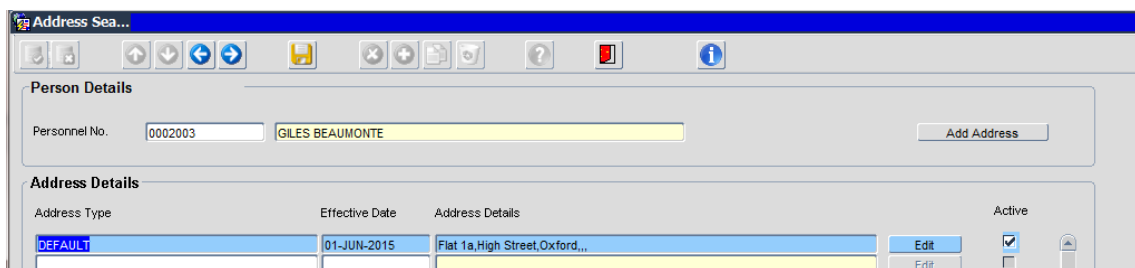 Address Sea...
Person Details
Personnel No. 0002003 GILES BEAUMONTE Add Address
Address Details
Address Type Effective Date Address Details Active
DEFAULT 01-JUN-2015 Flat 1a,High Street,Oxford,,, Edit
Edit